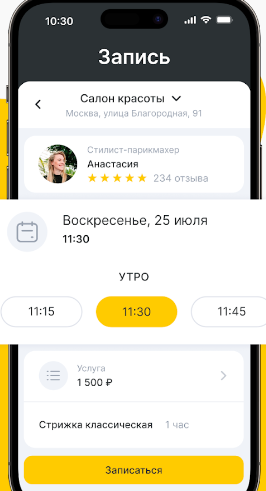 10:30
Запись
Салон красоты
Москва, улица Благородная, 91
Стилист-парикмахер
Анастасия
234 отзыва
Воскресенье, 25 июля
11:30
УТРО
11:15 11:30 11:45
Услуга
1 500 ₽
Стрижка классическая 1 час
Записаться